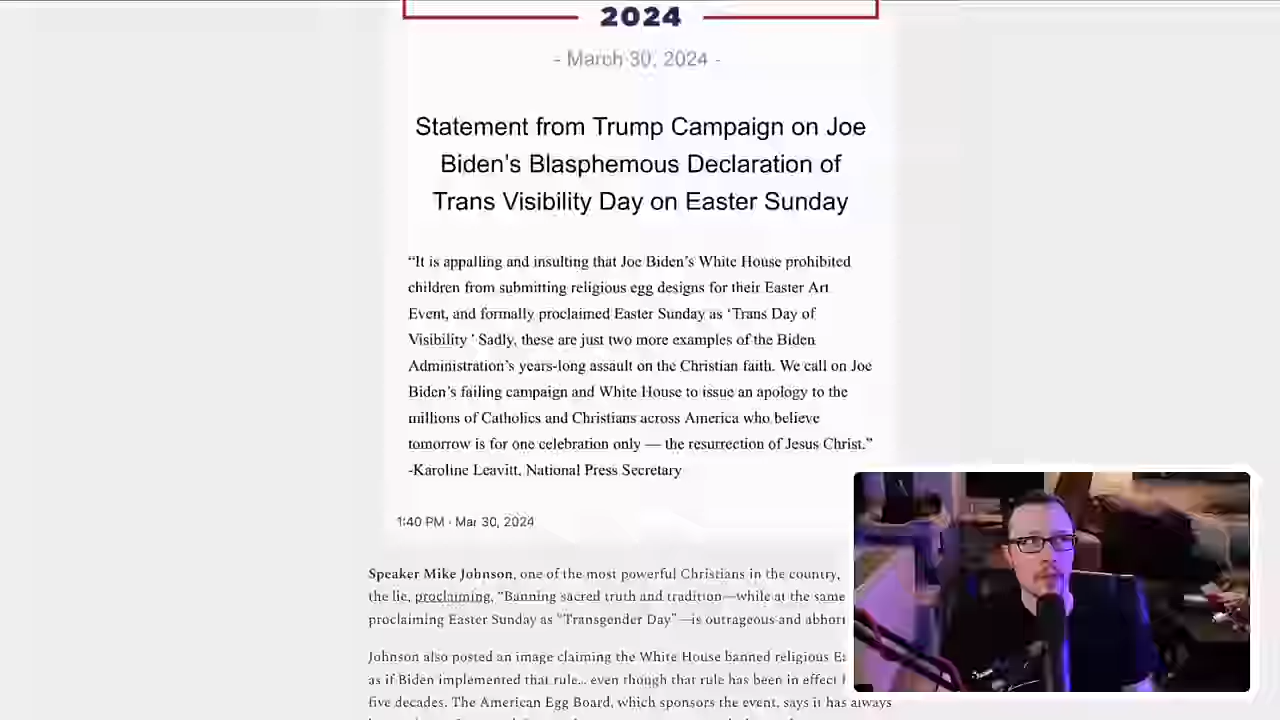 2024
- March 30, 2024 -
Statement from Trump Campaign on Joe
Biden's Blasphemous Declaration of
Trans Visibility Day on Easter Sunday
“It is appalling and insulting that Joe Biden's White House prohibited
children from submitting religious egg designs for their Easter Art
Event, and formally proclaimed Easter Sunday as ‘Trans Day of
Visibility.’ Sadly, these are just two more examples of the Biden
Administration's years-long assault on the Christian faith. We call on Joe
Biden's failing campaign and White House to issue an apology to the
millions of Catholics and Christians across America who believe
tomorrow is for one celebration only — the resurrection of Jesus Christ.”
-Karoline Leavitt, National Press Secretary
1:40 PM · Mar 30, 2024
Speaker Mike Johnson, one of the most powerful Christians in the country,
the lie, proclaiming, “Banning sacred truth and tradition—while at the same
proclaiming Easter Sunday as “Transgender Day”—is outrageous and abhor
Johnson also posted an image claiming the White House banned religious
as if Biden implemented that rule... even though that rule has been in effect
five decades. The American Egg Board, which sponsors the event, says it has always